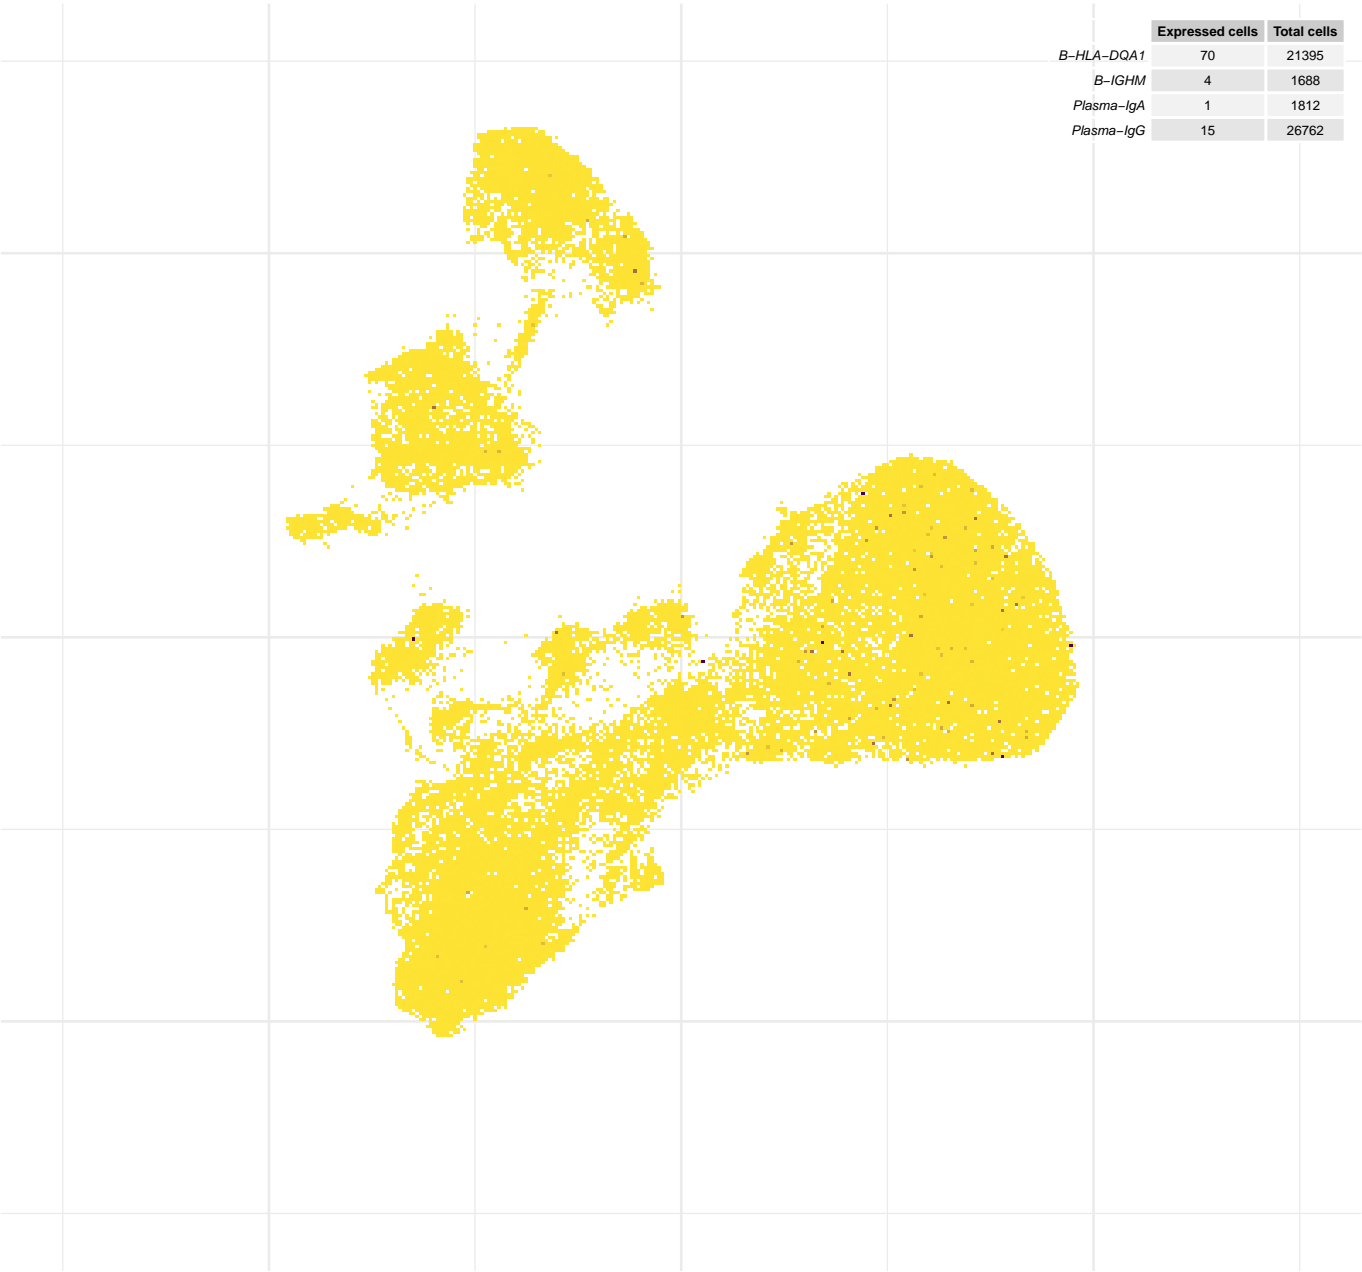 Expressed cells Total cells
B−HLA−DQA1 70 21395
B−IGHM 4 1688
Plasma−IgA 1 1812
Plasma−IgG 15 26762